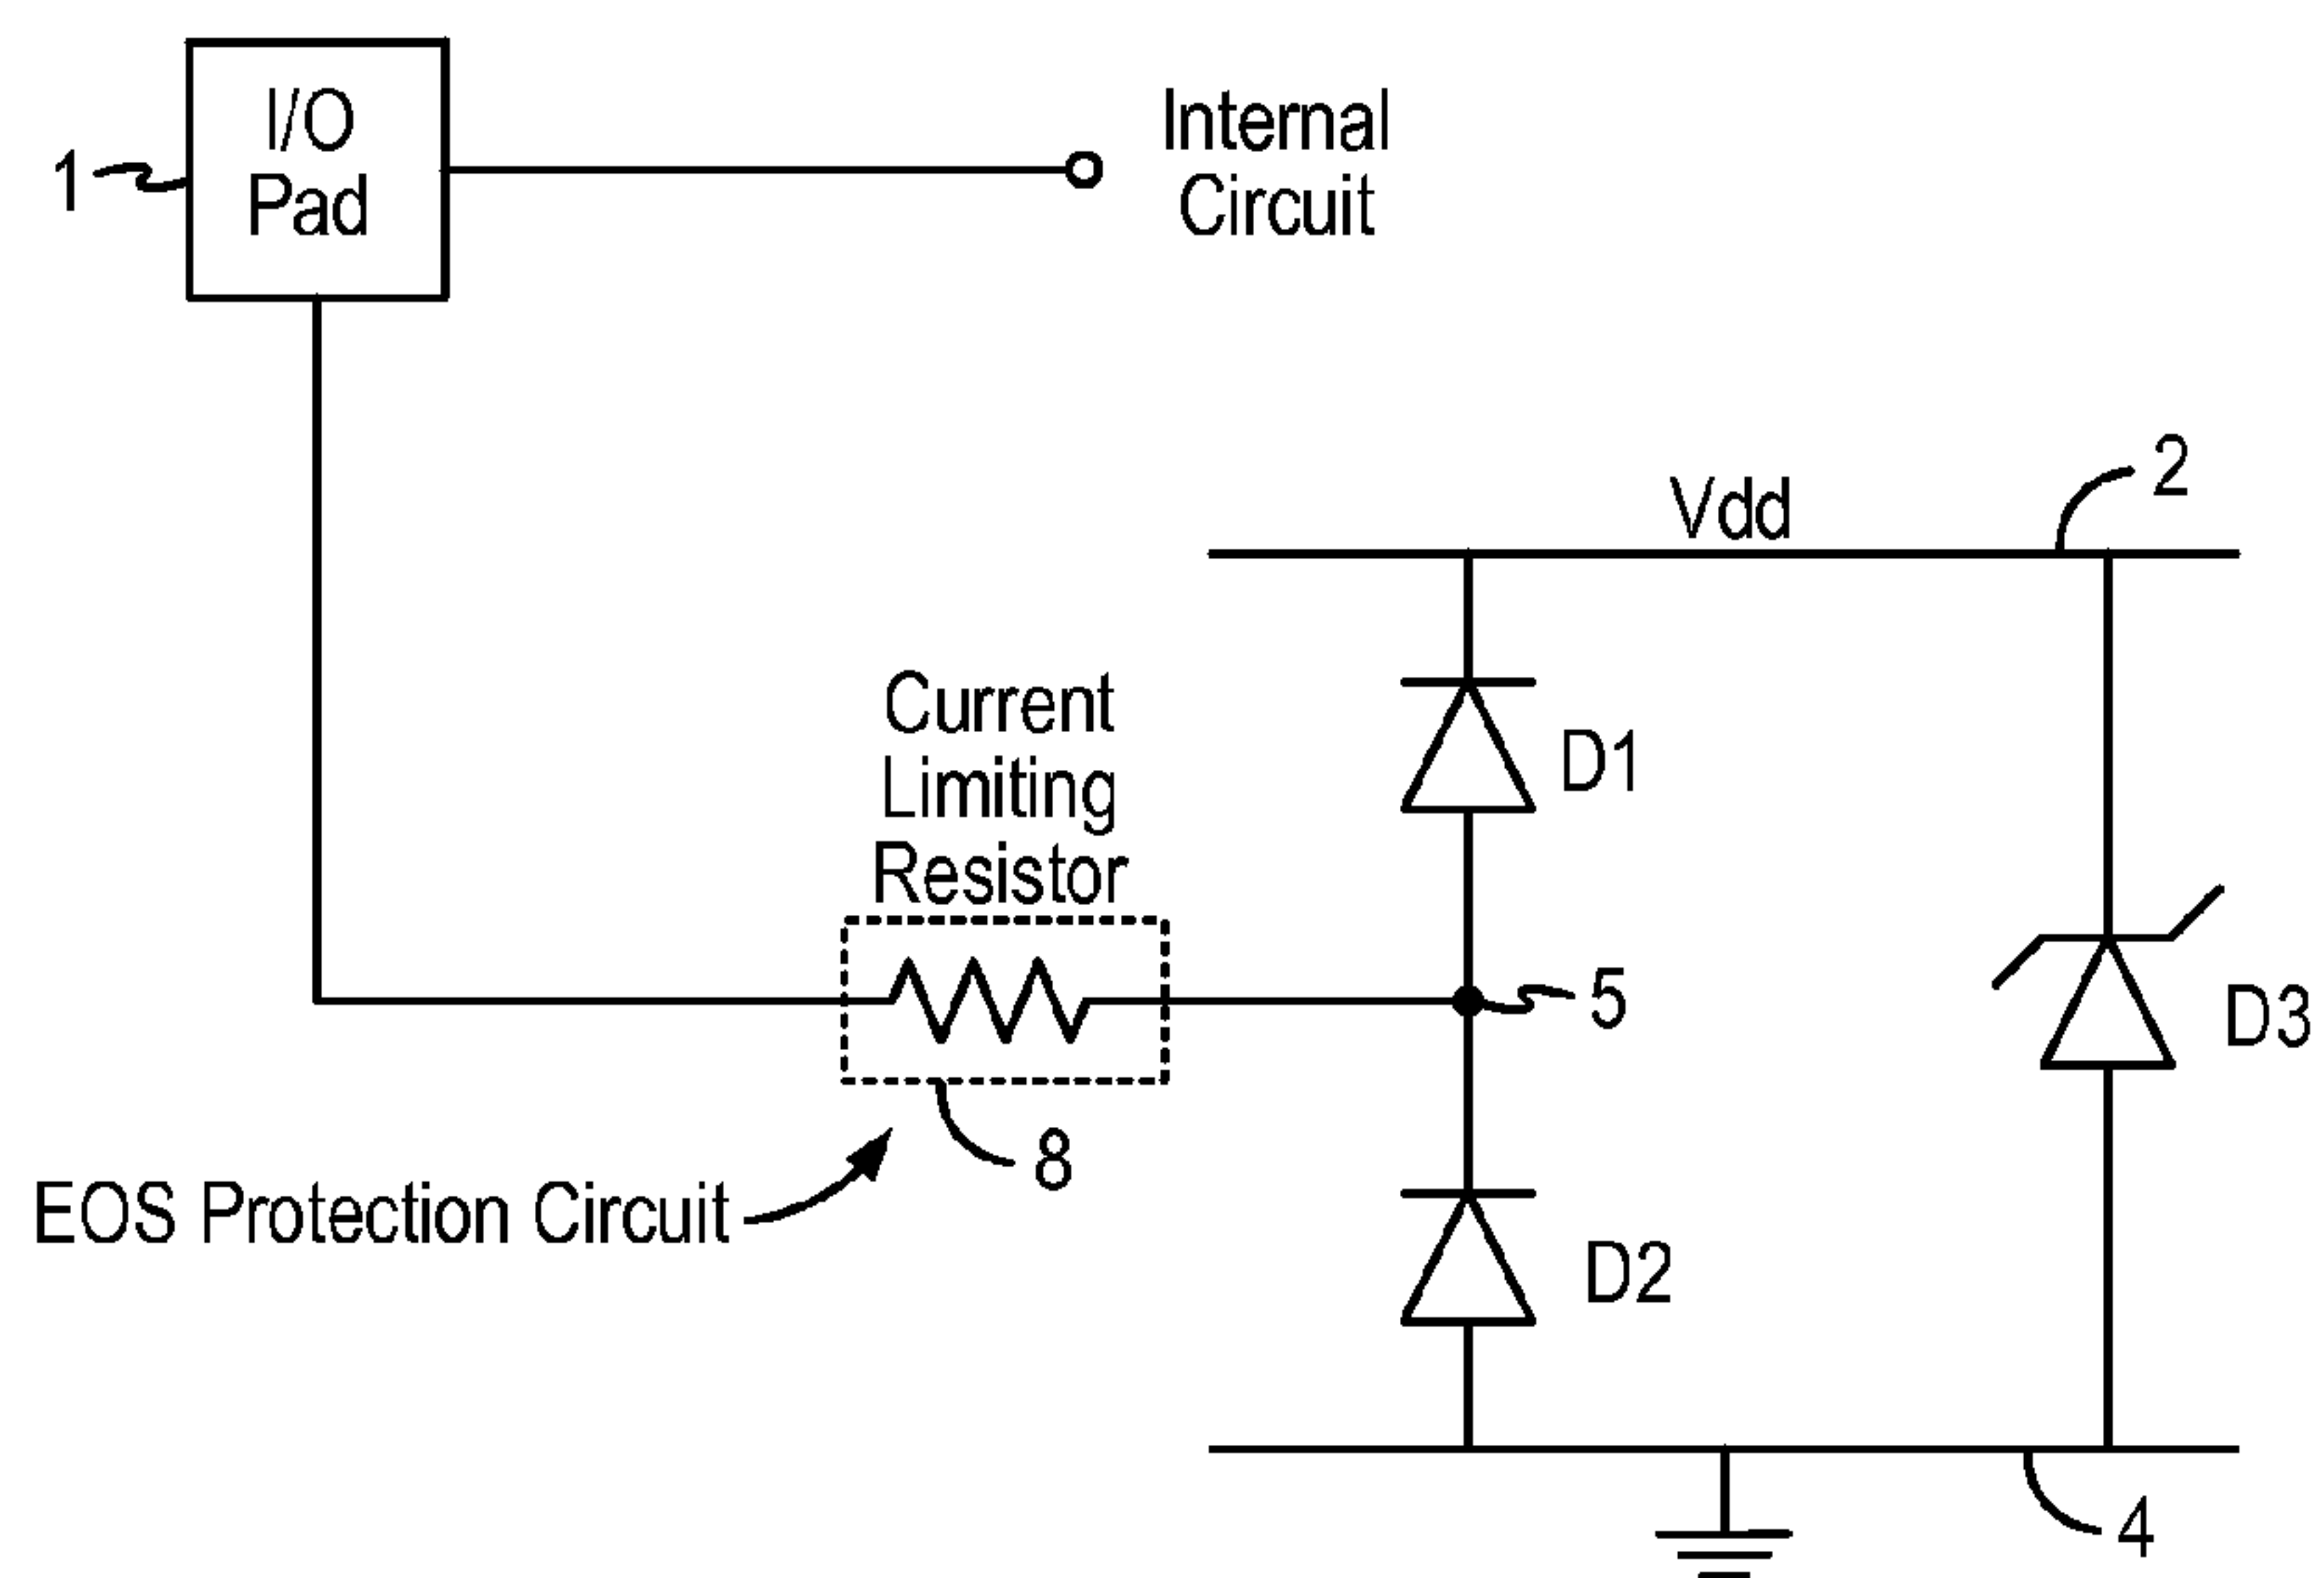 I/O
Pad
1
Internal
Circuit
Vdd
2
Current
Limiting
Resistor
D1
5
D3
8
EOS Protection Circuit
D2
4